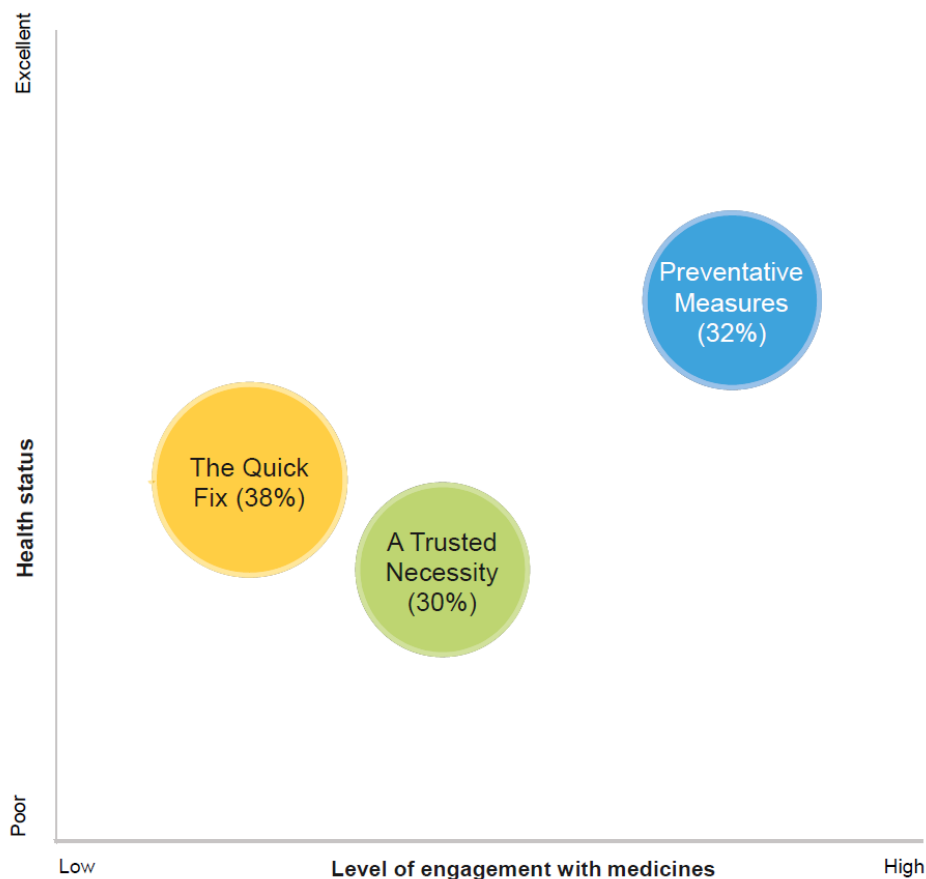 Excellent
Preventative
Measures
(32%)
The Quick
Fix (38%)
A Trusted
Necessity
(30%)
Health status
Poor
Low
Level of engagement with medicines
High